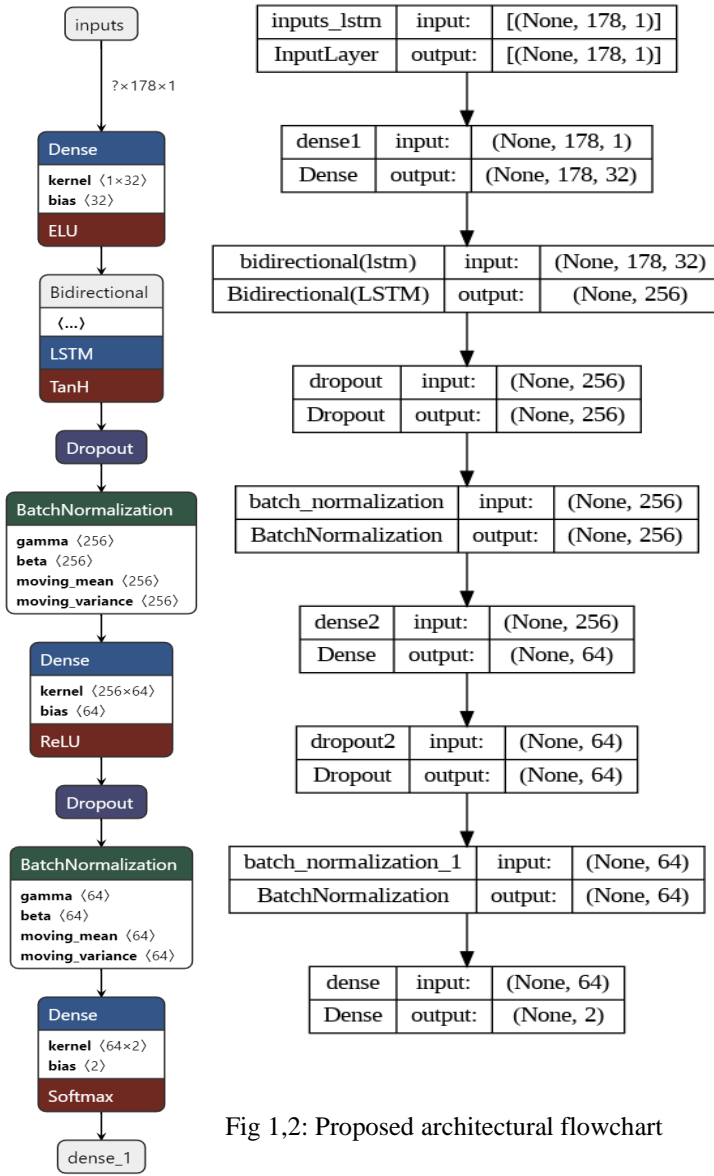 inputs
?×178×1
Dense
kernel ⟨1×32⟩
bias ⟨32⟩
ELU
Bidirectional
⟨...⟩
LSTM
TanH
Dropout
BatchNormalization
gamma ⟨256⟩
beta ⟨256⟩
moving_mean ⟨256⟩
moving_variance ⟨256⟩
Dense
kernel ⟨256×64⟩
bias ⟨64⟩
ReLU
Dropout
BatchNormalization
gamma ⟨64⟩
beta ⟨64⟩
moving_mean ⟨64⟩
moving_variance ⟨64⟩
Dense
kernel ⟨64×2⟩
bias ⟨2⟩
Softmax
dense_1
inputs_lstm input: [(None, 178, 1)]
InputLayer output: [(None, 178, 1)]
dense1 input: (None, 178, 1)
Dense output: (None, 178, 32)
bidirectional(lstm) input: (None, 178, 32)
Bidirectional(LSTM) output: (None, 256)
dropout input: (None, 256)
Dropout output: (None, 256)
batch_normalization input: (None, 256)
BatchNormalization output: (None, 256)
dense2 input: (None, 256)
Dense output: (None, 64)
dropout2 input: (None, 64)
Dropout output: (None, 64)
batch_normalization_1 input: (None, 64)
BatchNormalization output: (None, 64)
dense input: (None, 64)
Dense output: (None, 2)
Fig 1,2: Proposed architectural flowchart